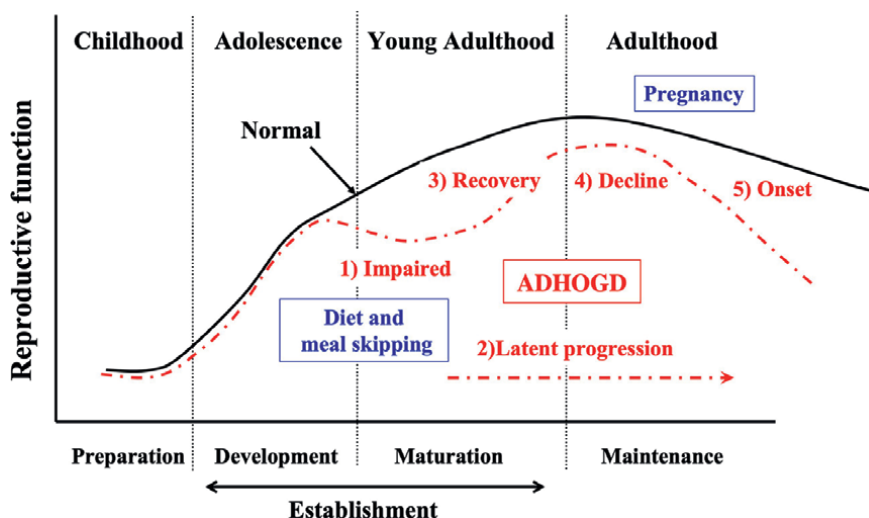 Childhood
Adolescence
Young Adulthood
Adulthood
Pregnancy
Normal
3) Recovery
4) Decline
5) Onset
1) Impaired
ADHOGD
Diet and
meal skipping
2)Latent progression
Reproductive function
Preparation
Development
Maturation
Maintenance
Establishment